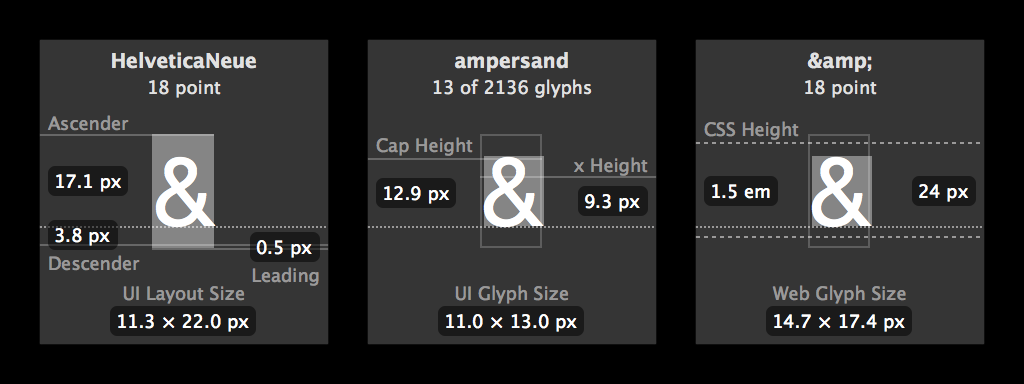 HelveticaNeue
18 point
Ascender
17.1 px
&
3.8 px
0.5 px
Descender
Leading
UI Layout Size
11.3 × 22.0 px
ampersand
13 of 2136 glyphs
Cap Height
x Height
12.9 px
&
9.3 px
UI Glyph Size
11.0 × 13.0 px
&amp;
18 point
CSS Height
1.5 em
&
24 px
Web Glyph Size
14.7 × 17.4 px